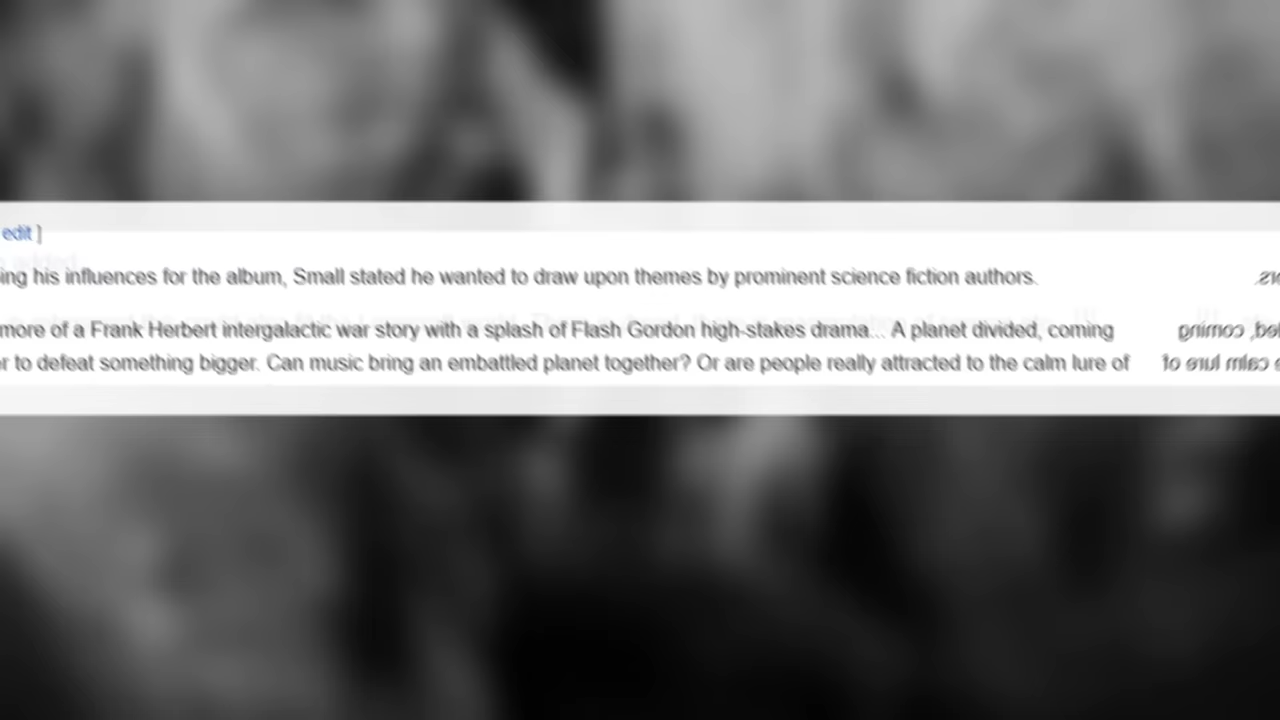 edit ]
ing his influences for the album, Small stated he wanted to draw upon themes by prominent science fiction authors.
more of a Frank Herbert intergalactic war story with a splash of Flash Gordon high-stakes drama... A planet divided, coming
r to defeat something bigger. Can music bring an embattled planet together? Or are people really attracted to the calm lure of